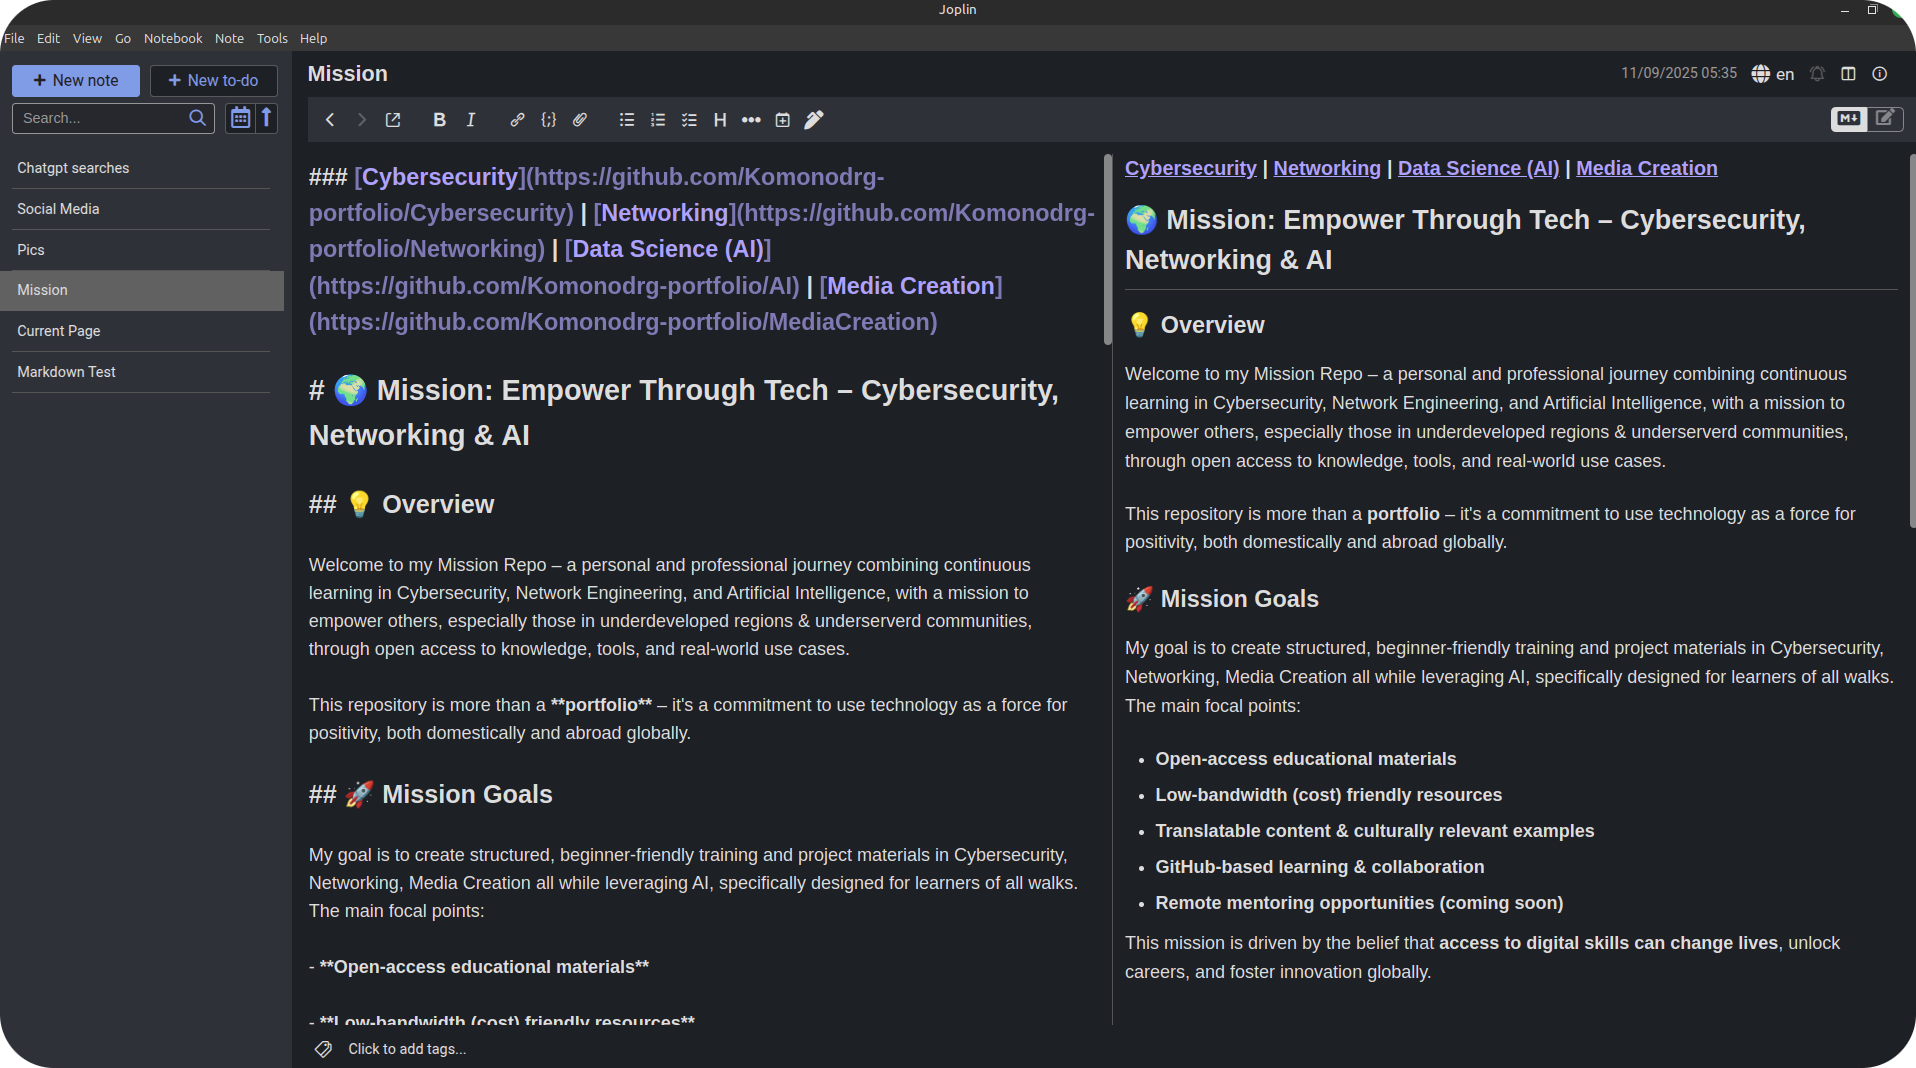 Joplin
File Edit View Go Notebook Note Tools Help
+ New note + New to-do
Search...
Chatgpt searches
Social Media
Pics
Mission
Current Page
Markdown Test
Mission
11/09/2025 05:35 en
B I {;} H M↓
### [Cybersecurity](https://github.com/Komonodrg-
portfolio/Cybersecurity) | [Networking](https://github.com/Komonodrg-
portfolio/Networking) | [Data Science (AI)]
(https://github.com/Komonodrg-portfolio/AI) | [Media Creation]
(https://github.com/Komonodrg-portfolio/MediaCreation)
# 🌍 Mission: Empower Through Tech – Cybersecurity,
Networking & AI
## 💡 Overview
Welcome to my Mission Repo – a personal and professional journey combining continuous
learning in Cybersecurity, Network Engineering, and Artificial Intelligence, with a mission to
empower others, especially those in underdeveloped regions & underserverd communities,
through open access to knowledge, tools, and real-world use cases.
This repository is more than a **portfolio** – it's a commitment to use technology as a force for
positivity, both domestically and abroad globally.
## 🚀 Mission Goals
My goal is to create structured, beginner-friendly training and project materials in Cybersecurity,
Networking, Media Creation all while leveraging AI, specifically designed for learners of all walks.
The main focal points:
- **Open-access educational materials**
- **Low-bandwidth (cost) friendly resources**
Cybersecurity | Networking | Data Science (AI) | Media Creation
🌍 Mission: Empower Through Tech – Cybersecurity,
Networking & AI
💡 Overview
Welcome to my Mission Repo – a personal and professional journey combining continuous
learning in Cybersecurity, Network Engineering, and Artificial Intelligence, with a mission to
empower others, especially those in underdeveloped regions & underserverd communities,
through open access to knowledge, tools, and real-world use cases.
This repository is more than a portfolio – it's a commitment to use technology as a force for
positivity, both domestically and abroad globally.
🚀 Mission Goals
My goal is to create structured, beginner-friendly training and project materials in Cybersecurity,
Networking, Media Creation all while leveraging AI, specifically designed for learners of all walks.
The main focal points:
• Open-access educational materials
• Low-bandwidth (cost) friendly resources
• Translatable content & culturally relevant examples
• GitHub-based learning & collaboration
• Remote mentoring opportunities (coming soon)
This mission is driven by the belief that access to digital skills can change lives, unlock
careers, and foster innovation globally.
Click to add tags...